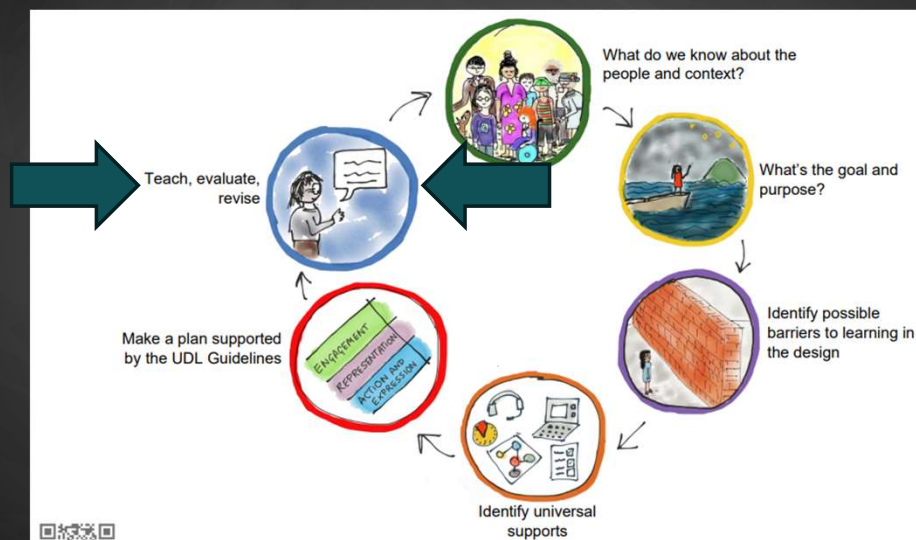 What do we know about the
people and context?
What's the goal and
purpose?
Identify possible
barriers to learning in
the design
Identify universal
supports
Make a plan supported
by the UDL Guidelines
ENGAGEMENT
REPRESENTATION
ACTION AND
EXPRESSION
Teach, evaluate,
revise